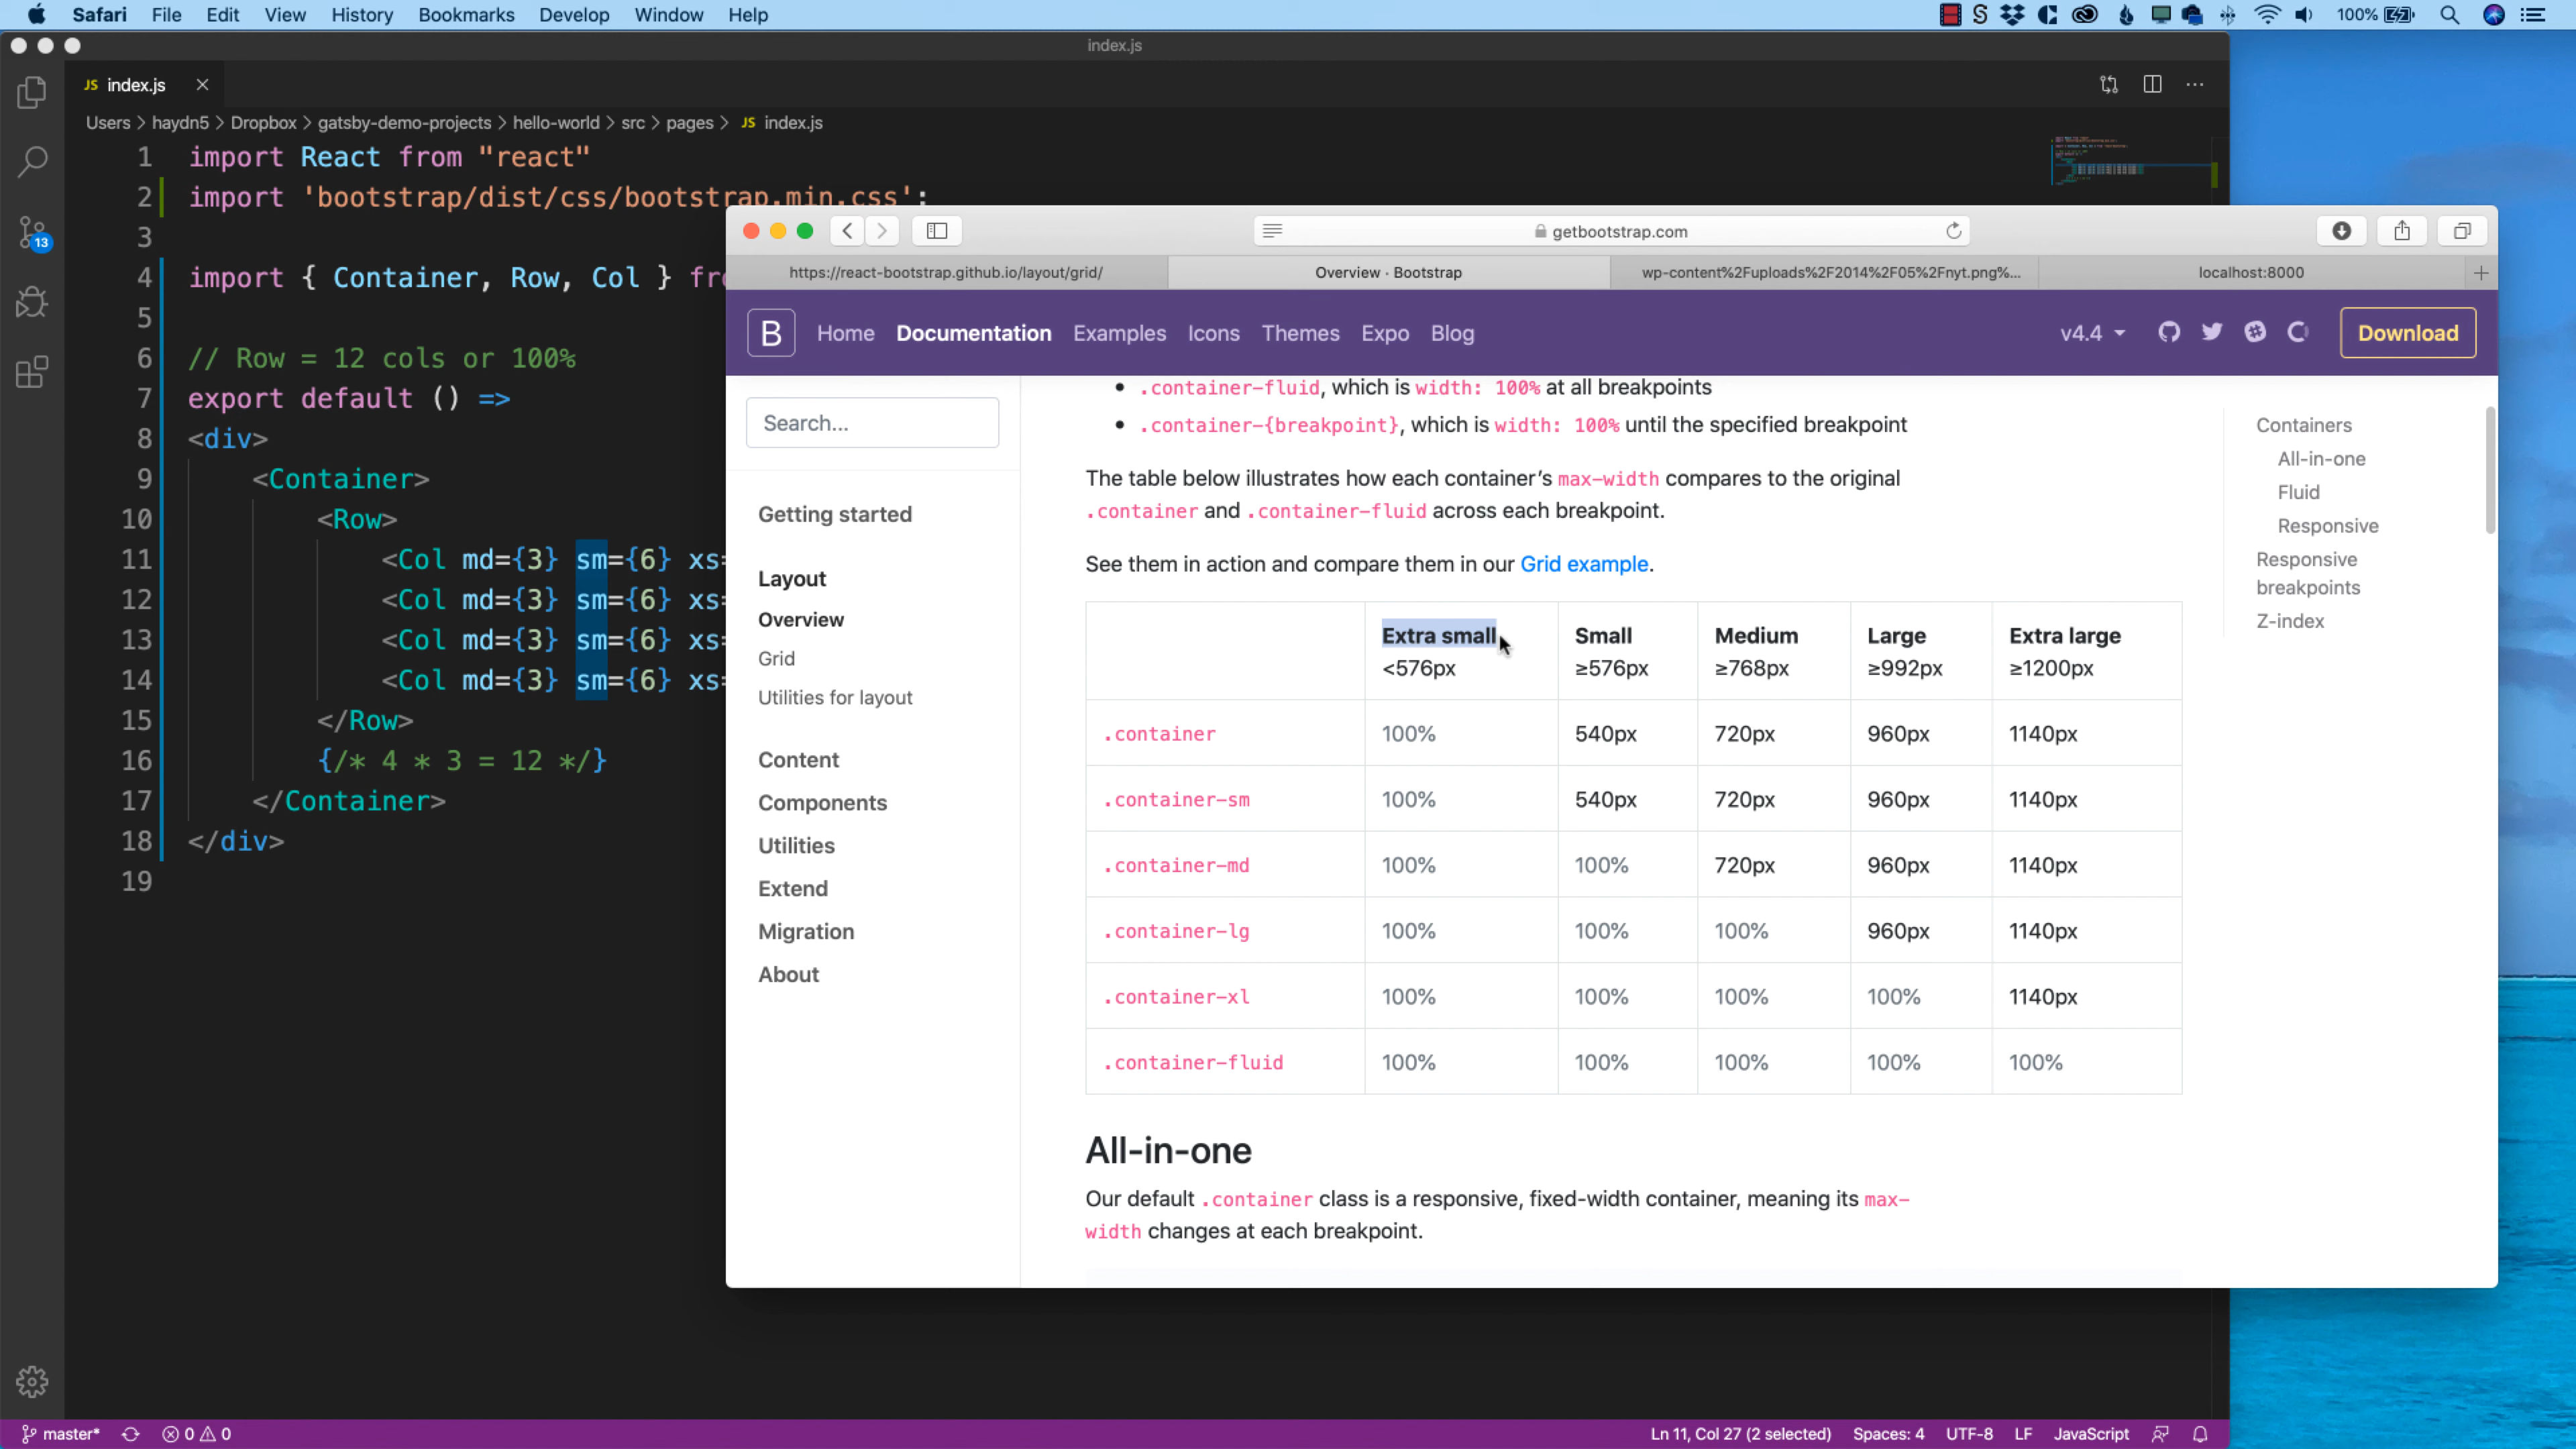 Safari File Edit View History Bookmarks Develop Window Help 100%
index.js
JS index.js
Users > haydn5 > Dropbox > gatsby-demo-projects > hello-world > src > pages > JS index.js
1 import React from "react"
2 import 'bootstrap/dist/css/bootstrap.min.css';
3
4 import { Container, Row, Col } fro
5
6 // Row = 12 cols or 100%
7 export default () =>
8 <div>
9 <Container>
10 <Row>
11 <Col md={3} sm={6} xs=
12 <Col md={3} sm={6} xs=
13 <Col md={3} sm={6} xs=
14 <Col md={3} sm={6} xs=
15 </Row>
16 {/* 4 * 3 = 12 */}
17 </Container>
18 </div>
19
13
getbootstrap.com
https://react-bootstrap.github.io/layout/grid/ Overview · Bootstrap wp-content%2Fuploads%2F2014%2F05%2Fnyt.png%... localhost:8000
B Home Documentation Examples Icons Themes Expo Blog v4.4 Download
Search...
Getting started
Layout
Overview
Grid
Utilities for layout
Content
Components
Utilities
Extend
Migration
About
• .container-fluid, which is width: 100% at all breakpoints
• .container-{breakpoint}, which is width: 100% until the specified breakpoint
The table below illustrates how each container’s max-width compares to the original
.container and .container-fluid across each breakpoint.
See them in action and compare them in our Grid example.
Extra small Small Medium Large Extra large
<576px ≥576px ≥768px ≥992px ≥1200px
.container 100% 540px 720px 960px 1140px
.container-sm 100% 540px 720px 960px 1140px
.container-md 100% 100% 720px 960px 1140px
.container-lg 100% 100% 100% 960px 1140px
.container-xl 100% 100% 100% 100% 1140px
.container-fluid 100% 100% 100% 100% 100%
All-in-one
Our default .container class is a responsive, fixed-width container, meaning its max-
width changes at each breakpoint.
Containers
All-in-one
Fluid
Responsive
Responsive
breakpoints
Z-index
master* 0 0 Ln 11, Col 27 (2 selected) Spaces: 4 UTF-8 LF JavaScript